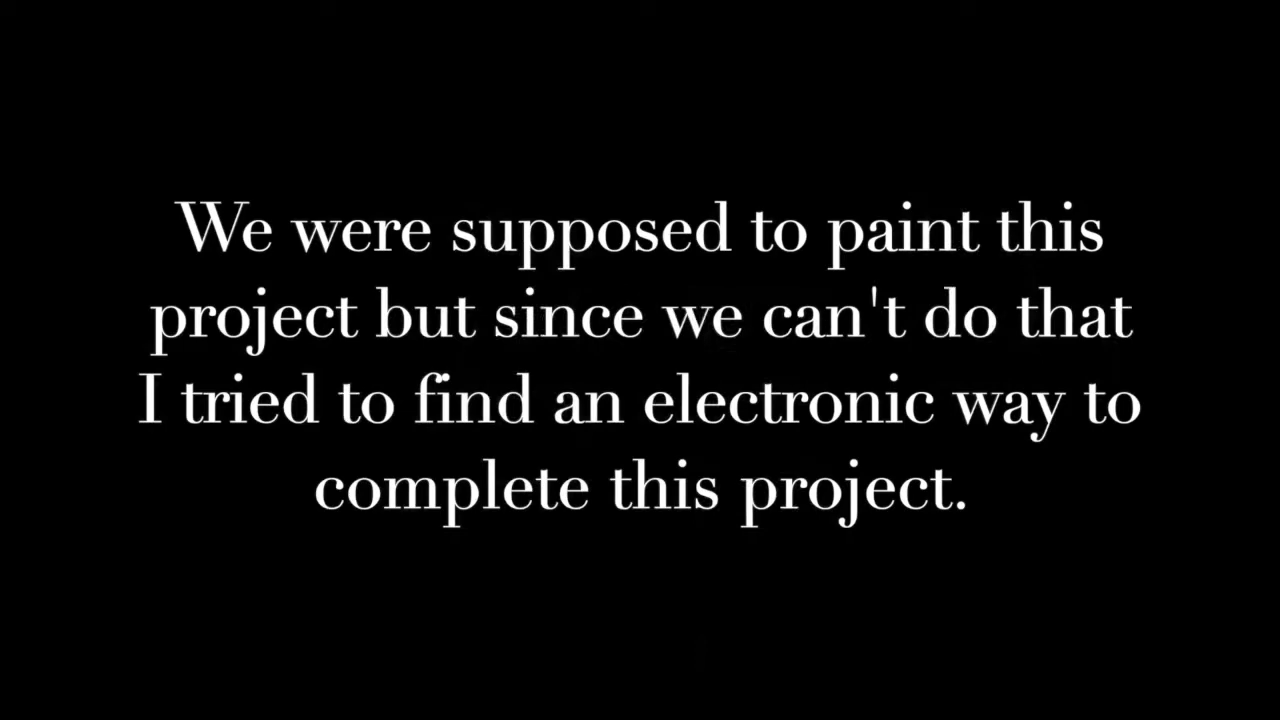 We were supposed to paint this
project but since we can't do that
I tried to find an electronic way to
complete this project.